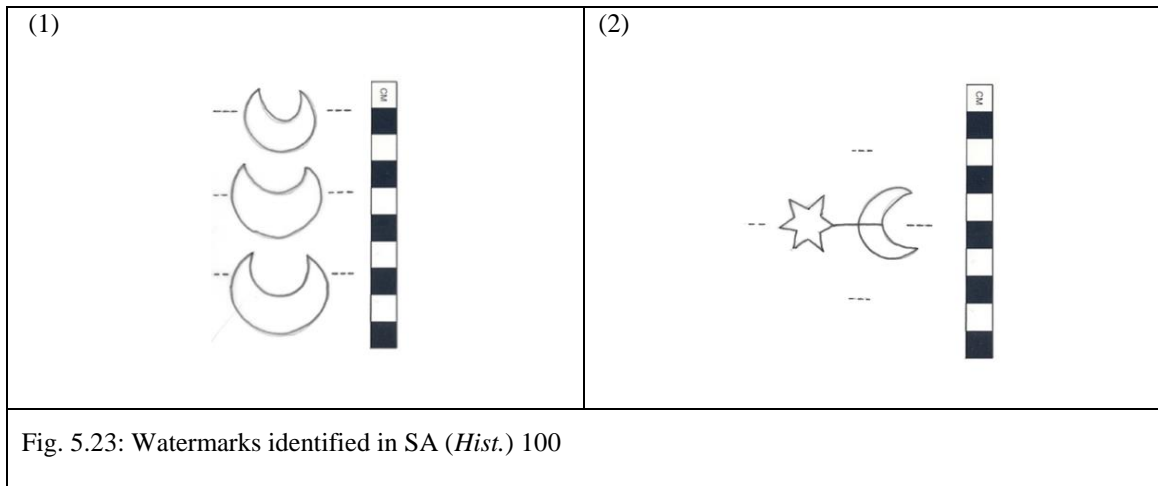 (1)
(2)
CM
CM
Fig. 5.23: Watermarks identified in SA (Hist.) 100